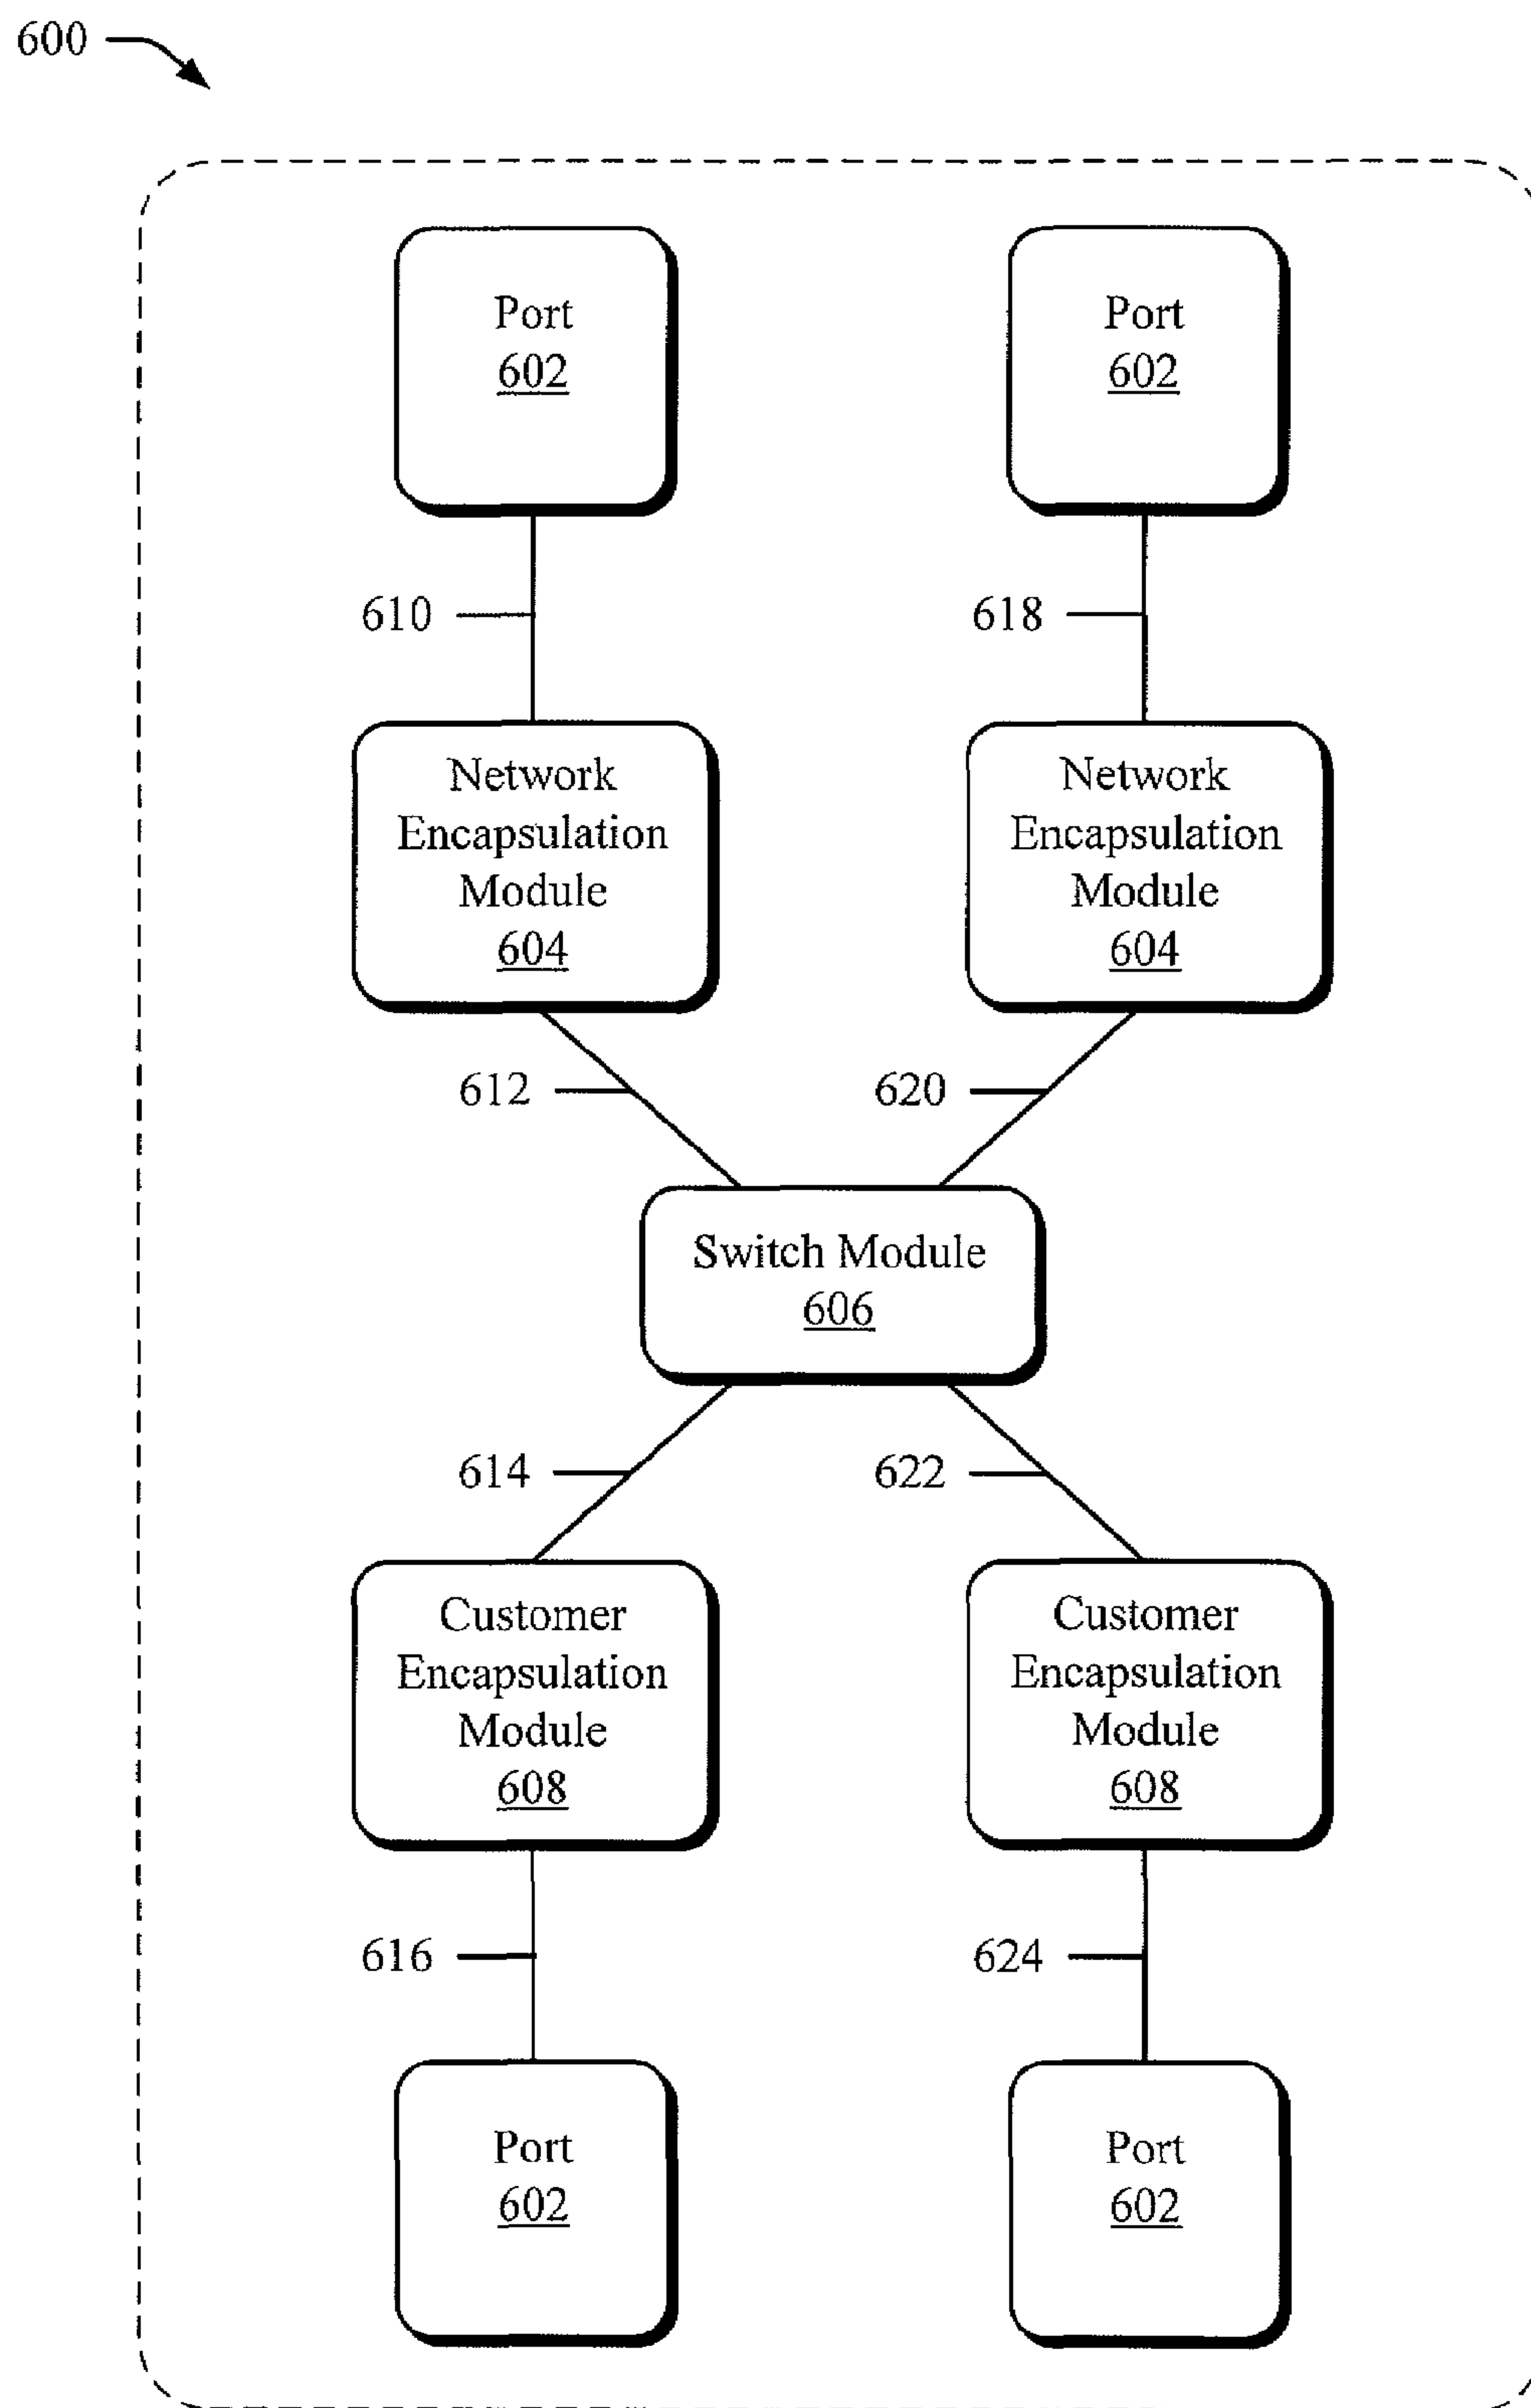 600
Port
602
Port
602
610
618
Network
Encapsulation
Module
604
Network
Encapsulation
Module
604
612
620
Switch Module
606
614
622
Customer
Encapsulation
Module
608
Customer
Encapsulation
Module
608
616
624
Port
602
Port
602